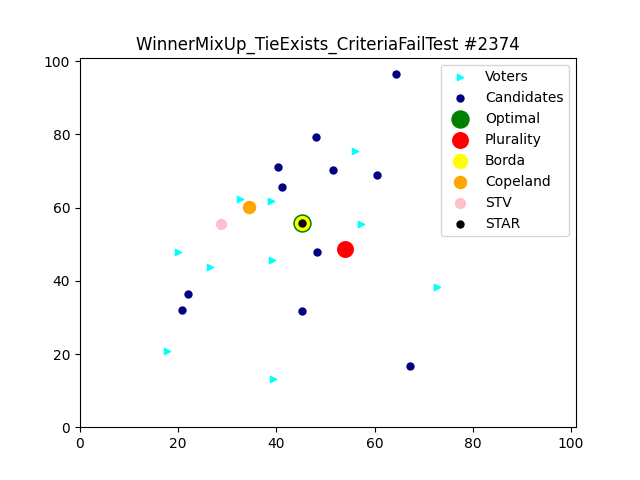 WinnerMixUp_TieExists_CriteriaFailTest #2374
100
80
60
40
20
0
0
20
40
60
80
100
Voters
Candidates
Optimal
Plurality
Borda
Copeland
STV
STAR